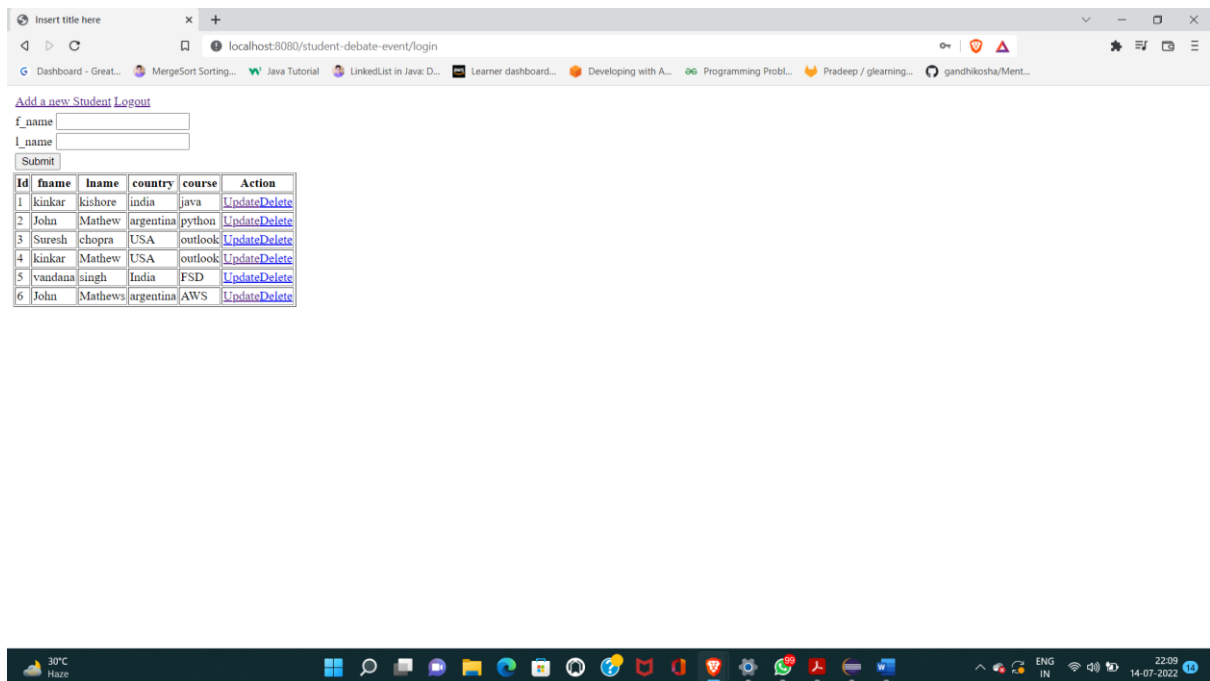 Insert title here
localhost:8080/student-debate-event/login
G Dashboard - Great... MergeSort Sorting... Java Tutorial LinkedList in Java: D... Learner dashboard... Developing with A... Programming Probl... Pradeep / glearning... gandhikosha/Ment...
Add a new Student Logout
f_name
l_name
Submit
Id fname lname country course Action
1 kinkar kishore india java UpdateDelete
2 John Mathew argentina python UpdateDelete
3 Suresh chopra USA outlook UpdateDelete
4 kinkar Mathew USA outlook UpdateDelete
5 vandana singh India FSD UpdateDelete
6 John Mathews argentina AWS UpdateDelete
30°C
Haze
99
ENG
IN
22:09
14-07-2022
14